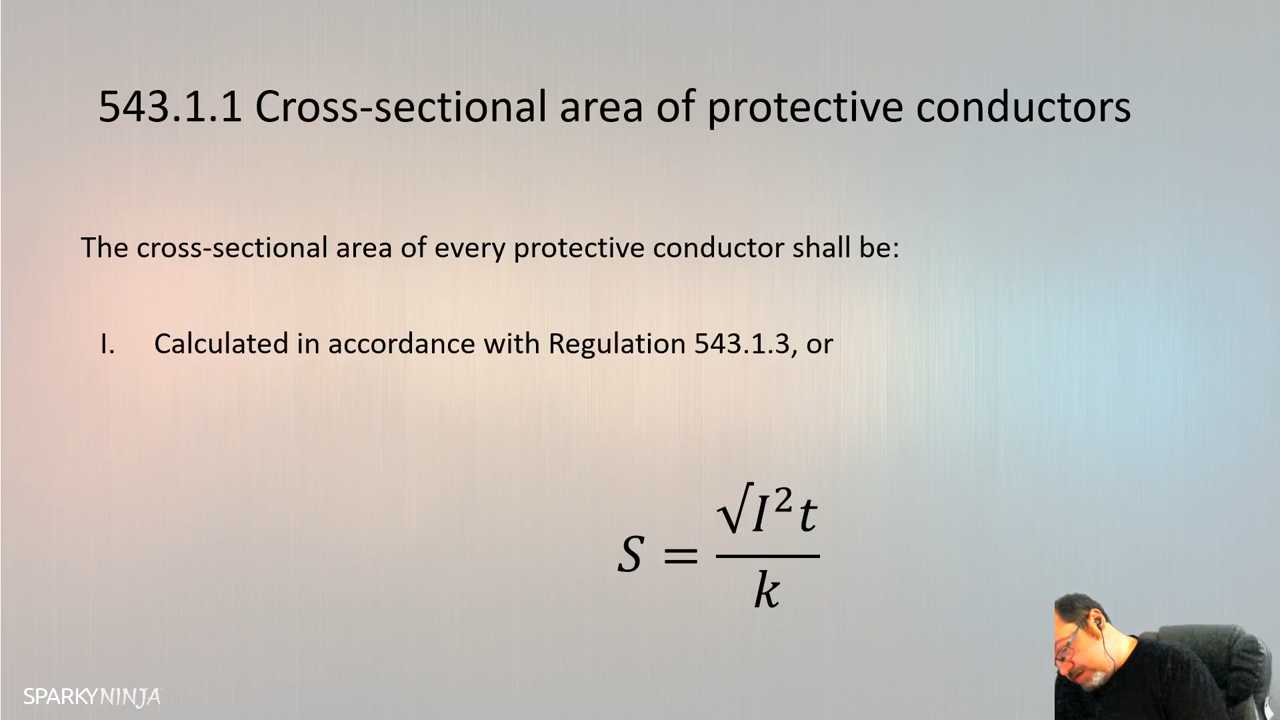 543.1.1 Cross-sectional area of protective conductors
The cross-sectional area of every protective conductor shall be:
I. Calculated in accordance with Regulation 543.1.3, or
S = √I²t / k
SPARKYNINJA